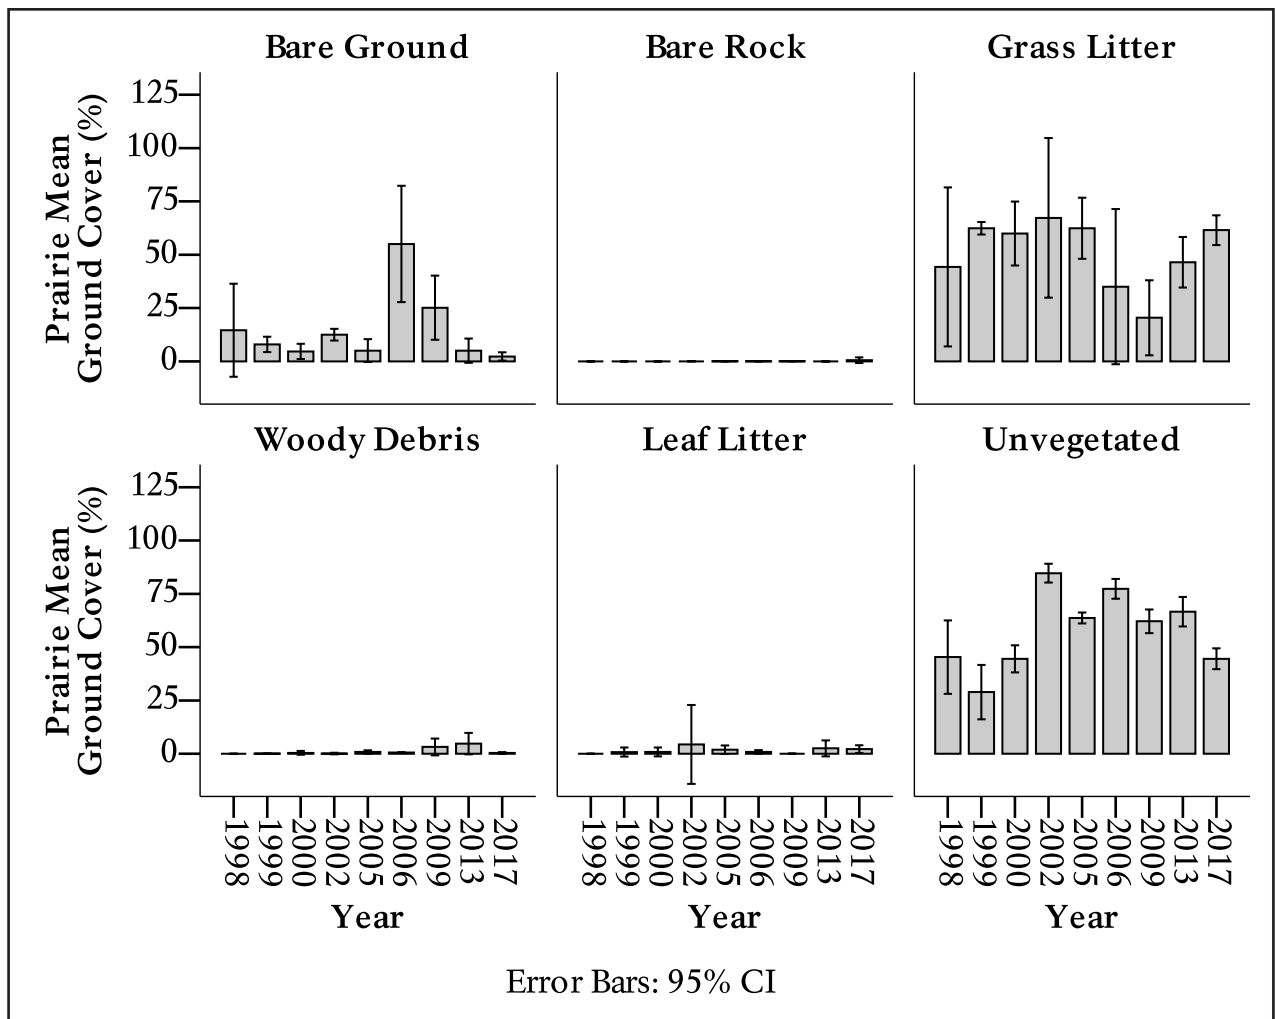 Bare Ground
Bare Rock
Grass Litter
Prairie Mean
Ground Cover (%)
125
100
75
50
25
0
Woody Debris
Leaf Litter
Unvegetated
Prairie Mean
Ground Cover (%)
125
100
75
50
25
0
1998 1999 2000 2002 2005 2006 2009 2013 2017
1998 1999 2000 2002 2005 2006 2009 2013 2017
1998 1999 2000 2002 2005 2006 2009 2013 2017
Year
Year
Year
Error Bars: 95% CI